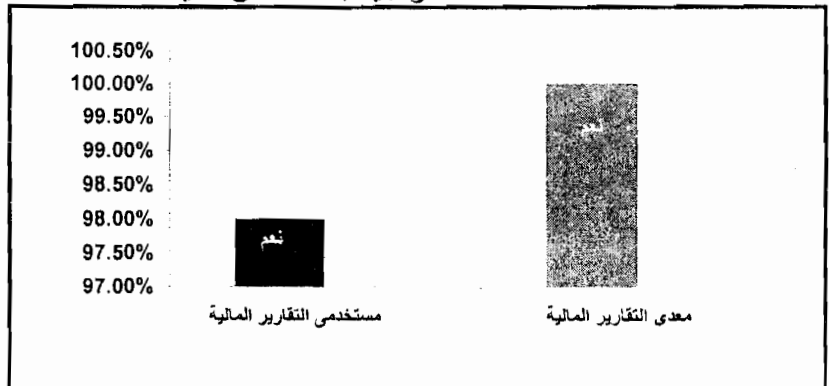 100.50%
100.00%
99.50%
99.00%
98.50%
98.00%
97.50%
97.00%
نعم
نعم
مستخدمى التقارير المالية
معدي التقارير المالية